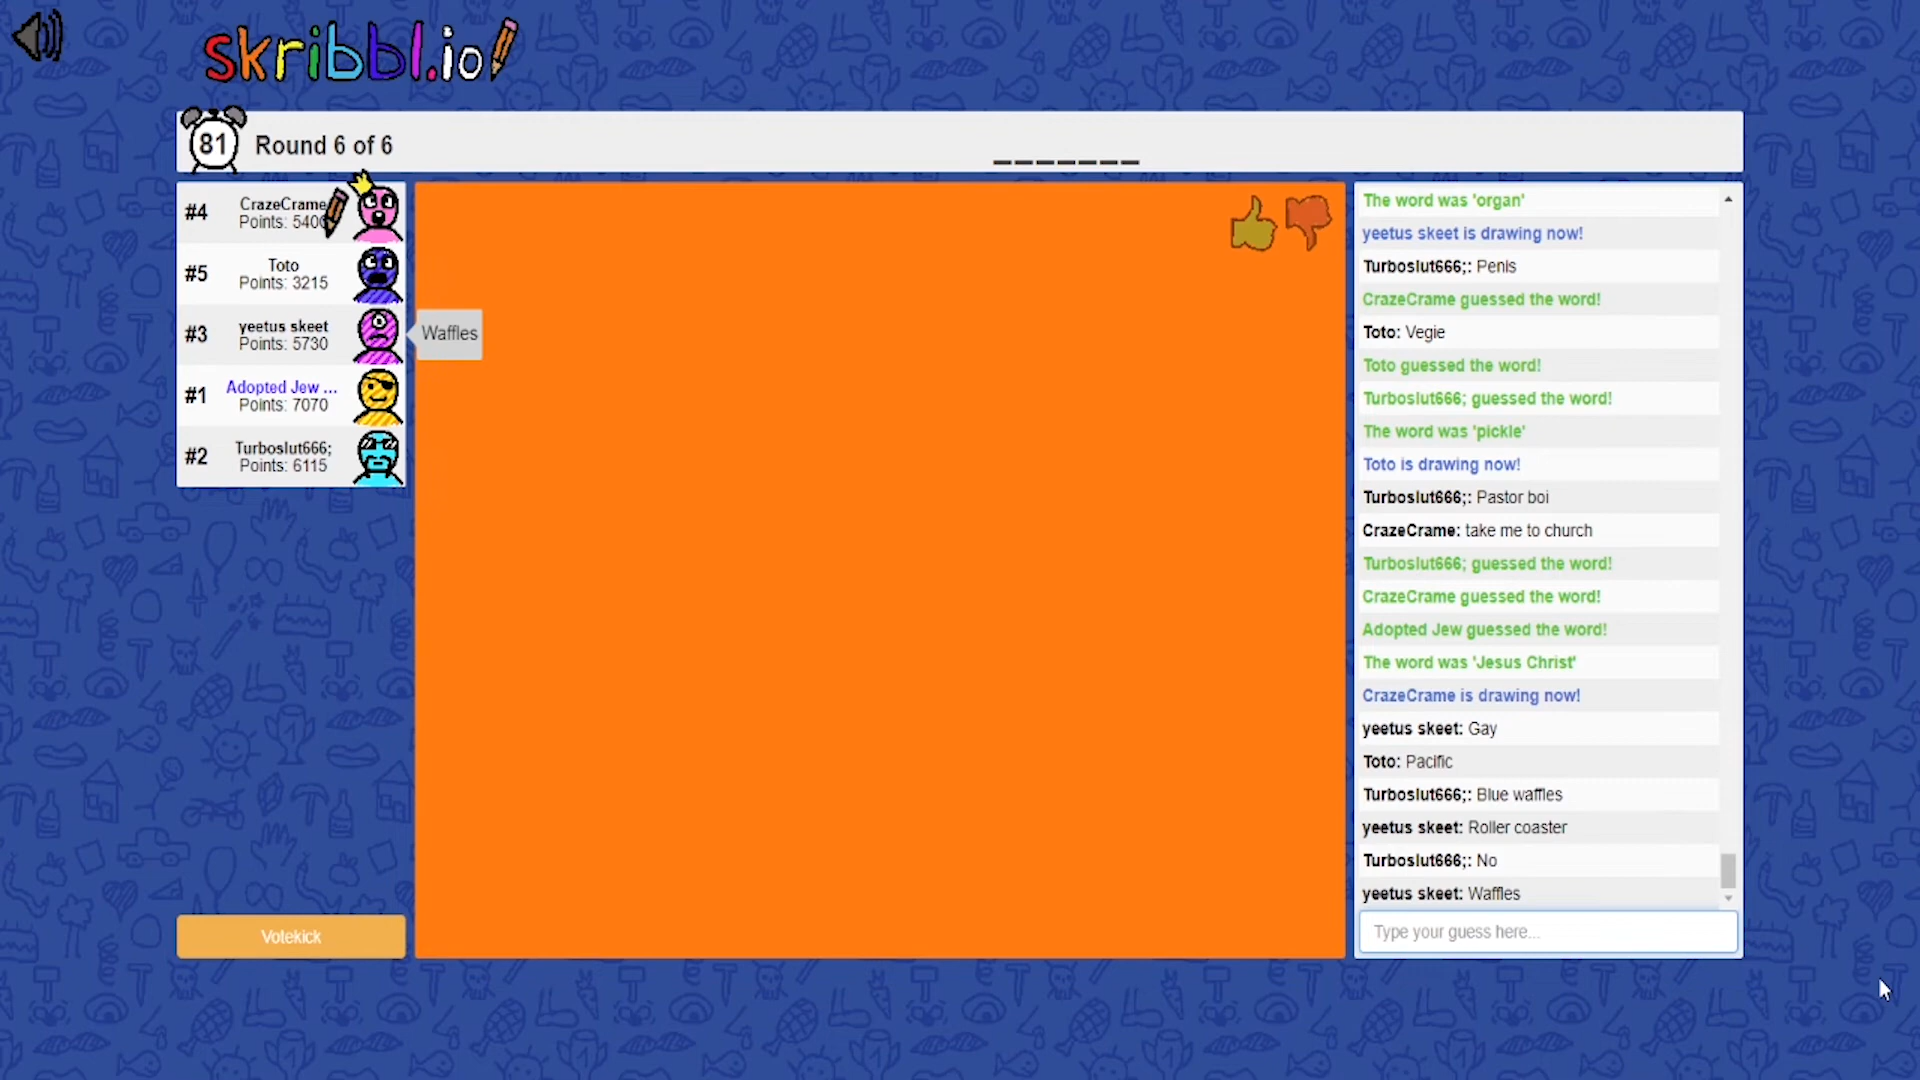 skribbl.io
81
Round 6 of 6
_______
#4
CrazeCrame
Points: 5400
#5
Toto
Points: 3215
#3
yeetus skeet
Points: 5730
Waffles
#1
Adopted Jew ...
Points: 7070
#2
Turboslut666;
Points: 6115
Votekick
The word was 'organ'
yeetus skeet is drawing now!
Turboslut666;: Penis
CrazeCrame guessed the word!
Toto: Vegie
Toto guessed the word!
Turboslut666; guessed the word!
The word was 'pickle'
Toto is drawing now!
Turboslut666;: Pastor boi
CrazeCrame: take me to church
Turboslut666; guessed the word!
CrazeCrame guessed the word!
Adopted Jew guessed the word!
The word was 'Jesus Christ'
CrazeCrame is drawing now!
yeetus skeet: Gay
Toto: Pacific
Turboslut666;: Blue waffles
yeetus skeet: Roller coaster
Turboslut666;: No
yeetus skeet: Waffles
Type your guess here...